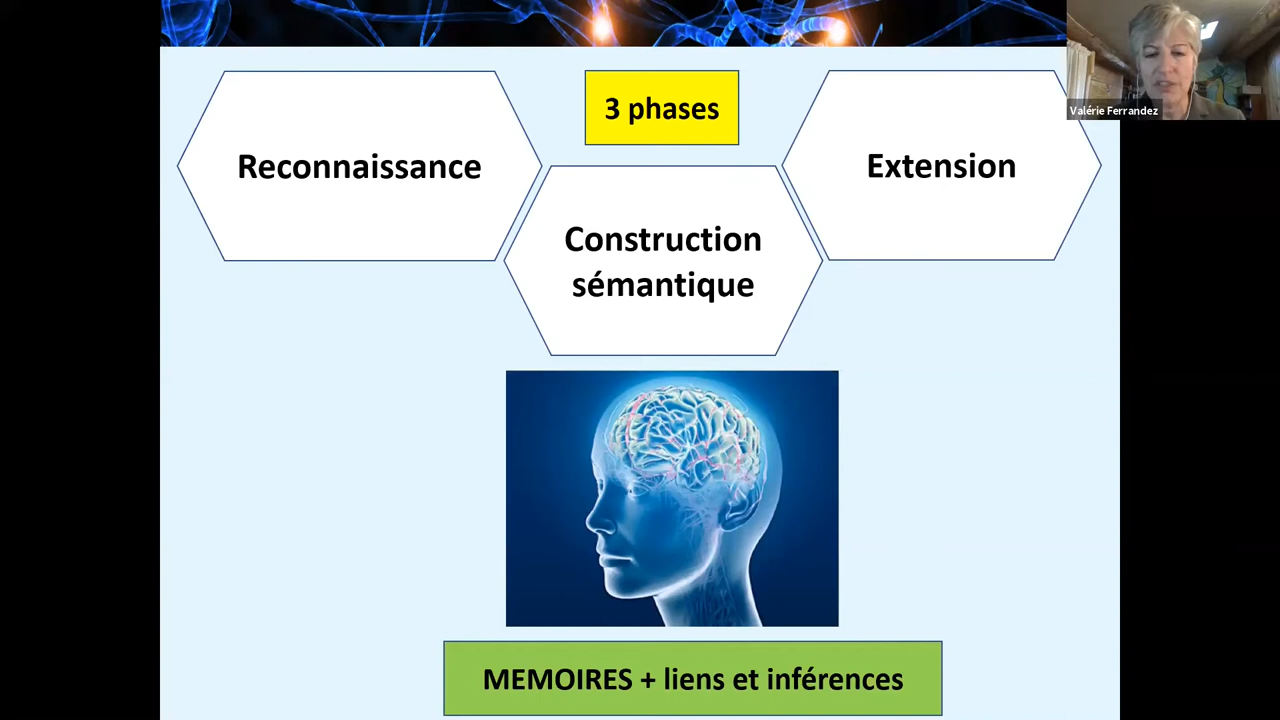 3 phases
Reconnaissance
Construction
sémantique
Extension
Valérie Ferrandez
MEMOIRES + liens et inférences